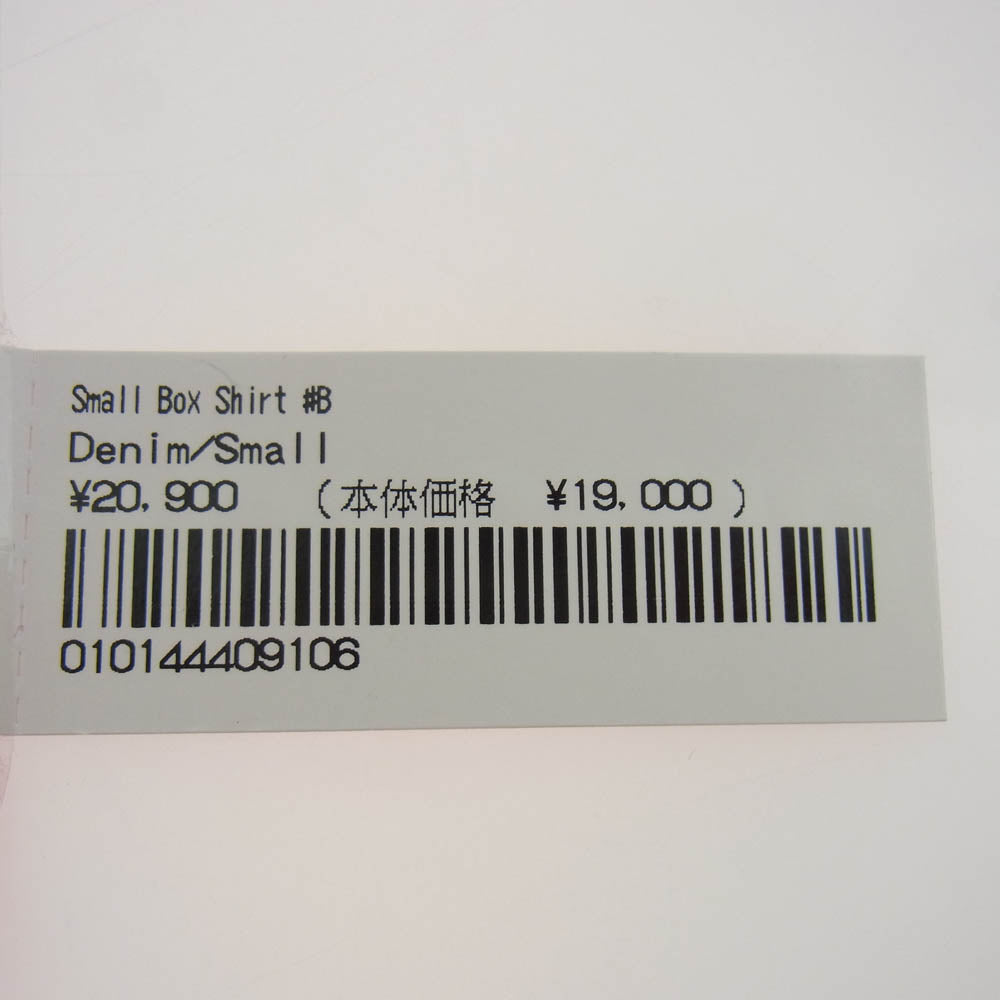 Small Box Shirt #B
Denim/Small
¥20,900 (本体価格 ¥19,000)
010144409106